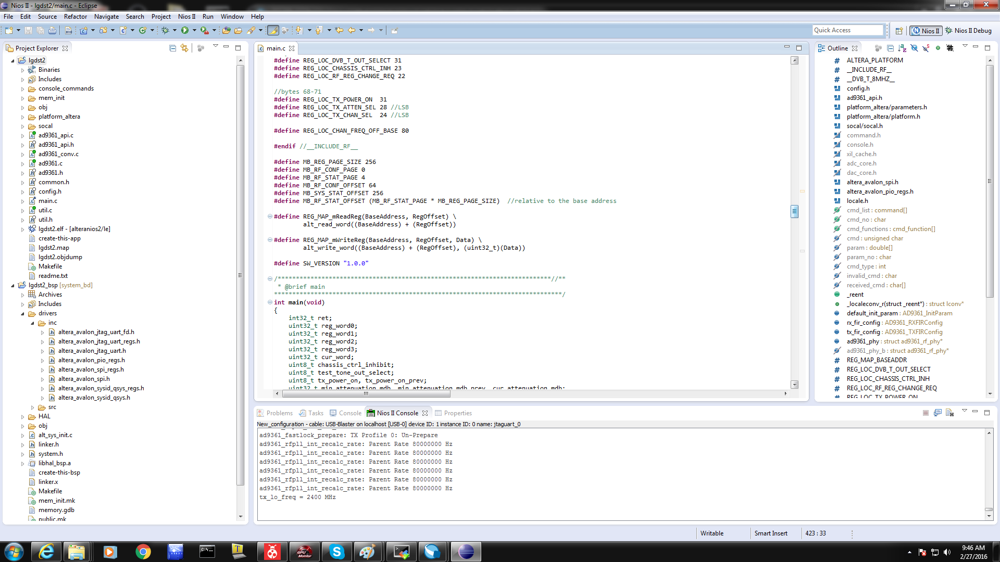 Nios II - lgdst2/main.c - Eclipse
File Edit Source Refactor Navigate Search Project Nios II Run Window Help
Quick Access
Nios II
Nios II Debug
Project Explorer
lgdst2
Binaries
Includes
console_commands
mem_init
obj
platform_altera
socal
ad9361_api.c
ad9361_api.h
ad9361_conv.c
ad9361.c
ad9361.h
common.h
config.h
main.c
util.c
util.h
lgdst2.elf - [alteranios2/le]
create-this-app
lgdst2.map
lgdst2.objdump
Makefile
readme.txt
lgdst2_bsp [system_bd]
Archives
Includes
drivers
inc
altera_avalon_jtag_uart_fd.h
altera_avalon_jtag_uart_regs.h
altera_avalon_jtag_uart.h
altera_avalon_pio_regs.h
altera_avalon_spi_regs.h
altera_avalon_spi.h
altera_avalon_sysid_qsys_regs.h
altera_avalon_sysid_qsys.h
src
HAL
obj
alt_sys_init.c
linker.h
system.h
libhal_bsp.a
create-this-bsp
linker.x
Makefile
mem_init.mk
memory.gdb
public.mk
main.c
#define REG_LOC_DVB_T_OUT_SELECT 31
#define REG_LOC_CHASSIS_CTRL_INH 23
#define REG_LOC_RF_REG_CHANGE_REQ 22
//bytes 68-71
#define REG_LOC_TX_POWER_ON  31
#define REG_LOC_TX_ATTEN_SEL 28 //LSB
#define REG_LOC_TX_CHAN_SEL  24 //LSB
#define REG_LOC_CHAN_FREQ_OFF_BASE 80
#endif //__INCLUDE_RF__
#define MB_REG_PAGE_SIZE 256
#define MB_RF_CONF_PAGE 0
#define MB_RF_STAT_PAGE 4
#define MB_RF_CONF_OFFSET 64
#define MB_SYS_STAT_OFFSET 256
#define MB_RF_STAT_OFFSET (MB_RF_STAT_PAGE * MB_REG_PAGE_SIZE)  //relative to the base address
#define REG_MAP_mReadReg(BaseAddress, RegOffset) \
alt_read_word((BaseAddress) + (RegOffset))
#define REG_MAP_mWriteReg(BaseAddress, RegOffset, Data) \
alt_write_word((BaseAddress) + (RegOffset), (uint32_t)(Data))
#define SW_VERSION "1.0.0"
/***************************************************************************//**
* @brief main
*******************************************************************************/
int main(void)
{
int32_t ret;
uint32_t reg_word0;
uint32_t reg_word1;
uint32_t reg_word2;
uint32_t reg_word3;
uint32_t cur_word;
uint8_t chassis_ctrl_inhibit;
uint8_t test_tone_out_select;
uint8_t tx_power_on, tx_power_on_prev;
uint32_t min_attenuation_mdb, min_attenuation_mdb_prev, cur_attenuation_mdb;
Outline
ALTERA_PLATFORM
__INCLUDE_RF__
__DVB_T_8MHZ__
config.h
ad9361_api.h
platform_altera/parameters.h
platform_altera/platform.h
socal/socal.h
command.h
console.h
xil_cache.h
adc_core.h
dac_core.h
altera_avalon_spi.h
altera_avalon_pio_regs.h
locale.h
cmd_list : command[]
cmd_no : char
cmd_functions : cmd_function[]
cmd : unsigned char
param : double[]
param_no : char
cmd_type : int
invalid_cmd : char
received_cmd : char[]
_reent
_localeconv_r(struct _reent*) : struct lconv*
default_init_param : AD9361_InitParam
rx_fir_config : AD9361_RXFIRConfig
tx_fir_config : AD9361_TXFIRConfig
ad9361_phy : struct ad9361_rf_phy*
ad9361_phy_b : struct ad9361_rf_phy*
REG_MAP_BASEADDR
REG_LOC_DVB_T_OUT_SELECT
REG_LOC_CHASSIS_CTRL_INH
REG_LOC_RF_REG_CHANGE_REQ
REG_LOC_TX_POWER_ON
Problems Tasks Console Nios II Console Properties
New_configuration - cable: USB-Blaster on localhost [USB-0] device ID: 1 instance ID: 0 name: jtaguart_0
ad9361_fastlock_prepare: TX Profile 0: Un-Prepare
ad9361_rfpll_int_recalc_rate: Parent Rate 80000000 Hz
ad9361_rfpll_int_recalc_rate: Parent Rate 80000000 Hz
ad9361_rfpll_int_recalc_rate: Parent Rate 80000000 Hz
ad9361_rfpll_int_recalc_rate: Parent Rate 80000000 Hz
ad9361_rfpll_int_recalc_rate: Parent Rate 80000000 Hz
ad9361_rfpll_int_recalc_rate: Parent Rate 80000000 Hz
tx_lo_freq = 2400 MHz
Writable
Smart Insert
423 : 33
9:46 AM
2/27/2016